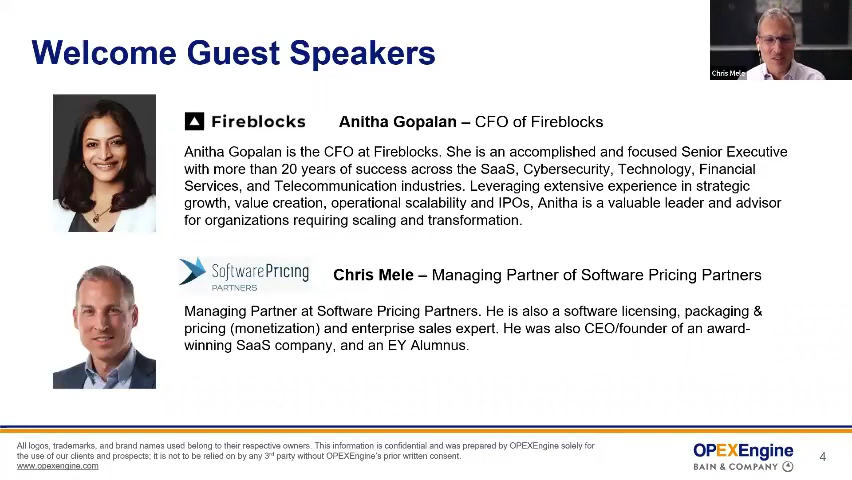 Welcome Guest Speakers
Chris Mele
Fireblocks
Anitha Gopalan – CFO of Fireblocks
Anitha Gopalan is the CFO at Fireblocks. She is an accomplished and focused Senior Executive
with more than 20 years of success across the SaaS, Cybersecurity, Technology, Financial
Services, and Telecommunication industries. Leveraging extensive experience in strategic
growth, value creation, operational scalability and IPOs, Anitha is a valuable leader and advisor
for organizations requiring scaling and transformation.
Software Pricing
PARTNERS
Chris Mele – Managing Partner of Software Pricing Partners
Managing Partner at Software Pricing Partners. He is also a software licensing, packaging &
pricing (monetization) and enterprise sales expert. He was also CEO/founder of an award-
winning SaaS company, and an EY Alumnus.
All logos, trademarks, and brand names used belong to their respective owners. This information is confidential and was prepared by OPEXEngine solely for
the use of our clients and prospects; it is not to be relied on by any 3rd party without OPEXEngine's prior written consent.
www.opexengine.com
OPEXEngine
BAIN & COMPANY
4